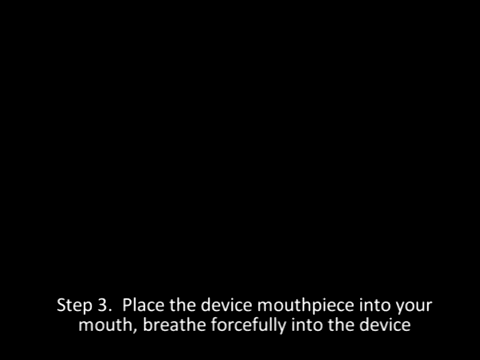 Step 3.  Place the device mouthpiece into your
mouth, breathe forcefully into the device